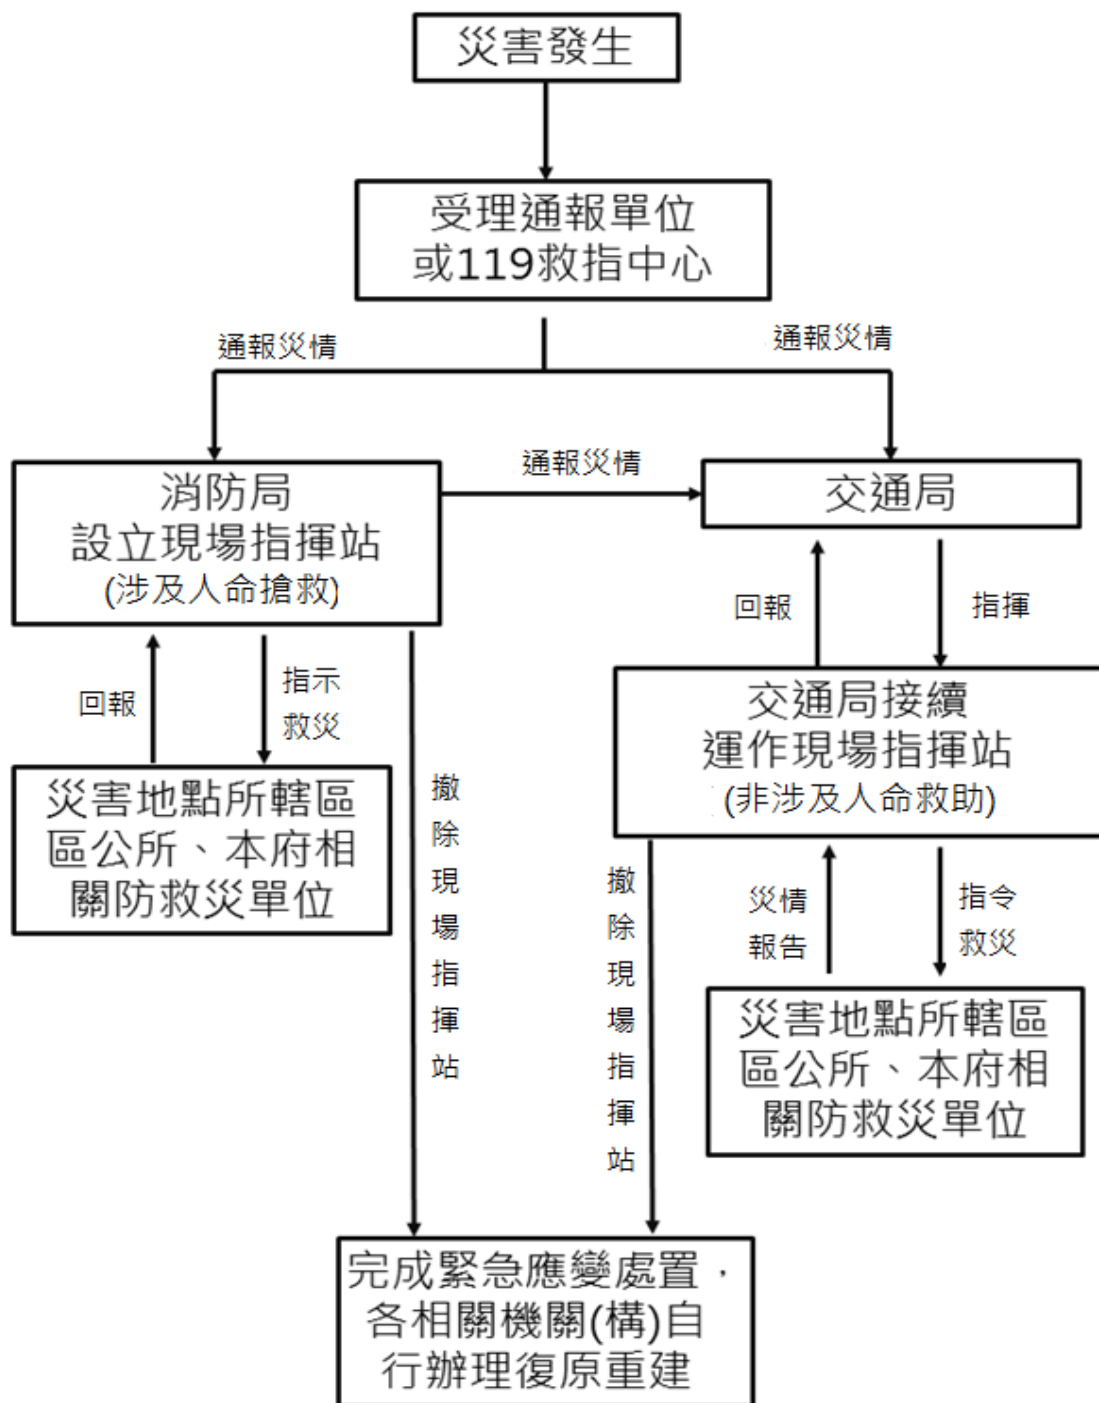 災害發生
受理通報單位
或119救指中心
通報災情
通報災情
消防局
設立現場指揮站
(涉及人命搶救)
通報災情
交通局
回報
指示
救災
回報
指揮
災害地點所轄區
區公所、本府相
關防救災單位
交通局接續
運作現場指揮站
(非涉及人命救助)
撤除現場指揮站
撤除現場指揮站
災情
報告
指令
救災
災害地點所轄區
區公所、本府相
關防救災單位
完成緊急應變處置，
各相關機關(構)自
行辦理復原重建